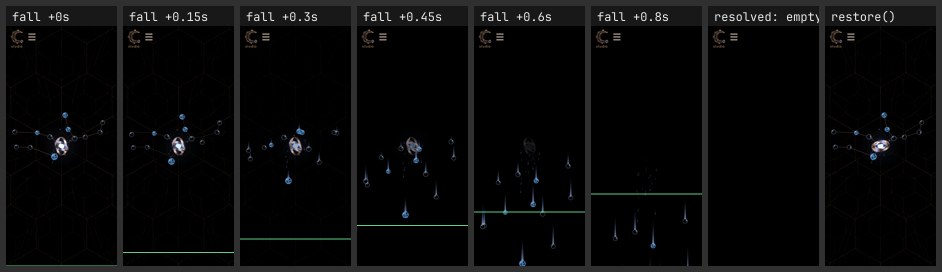 fall +0s
fall +0.15s
fall +0.3s
fall +0.45s
fall +0.6s
fall +0.8s
resolved: empty
restore()